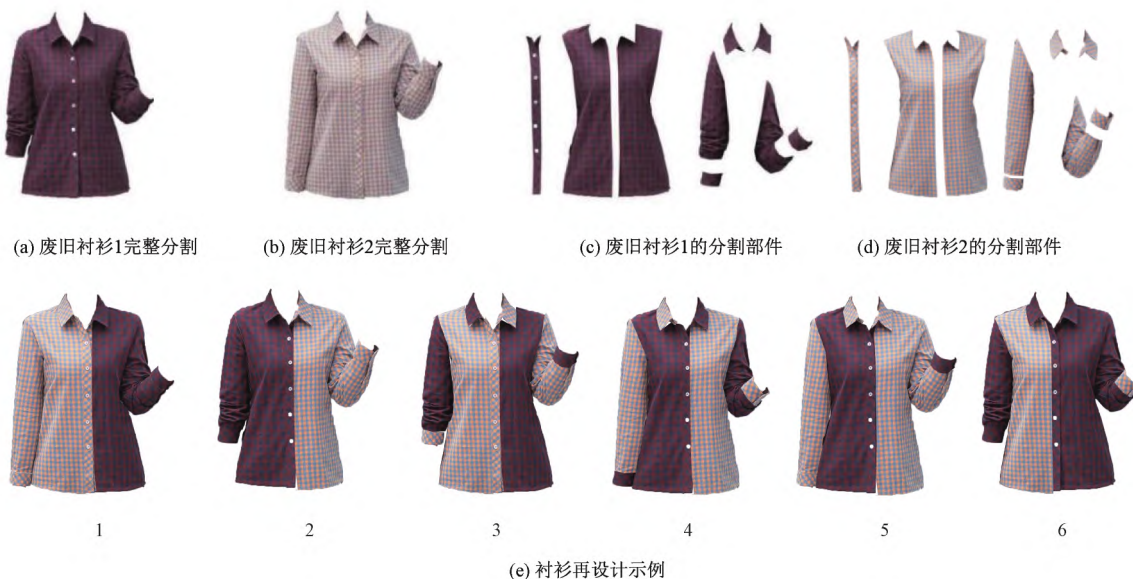 (a) 废旧衬衫1完整分割
(b) 废旧衬衫2完整分割
(c) 废旧衬衫1的分割部件
(d) 废旧衬衫2的分割部件
1
2
3
4
5
6
(e) 衬衫再设计示例